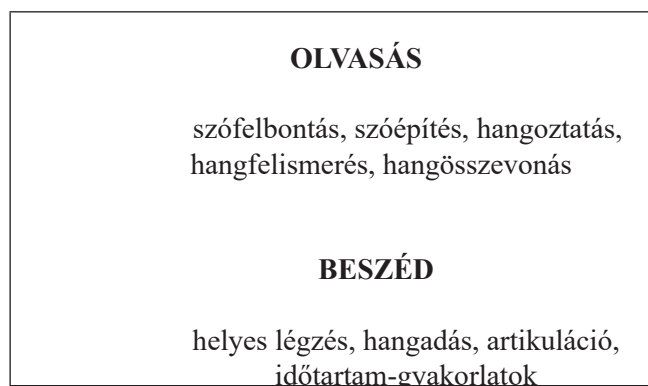 OLVASÁS
szófelbontás, szóépítés, hangoztatás,
hangfelismerés, hangösszevonás
BESZÉD
helyes légzés, hangadás, artikuláció,
időtartam-gyakorlatok